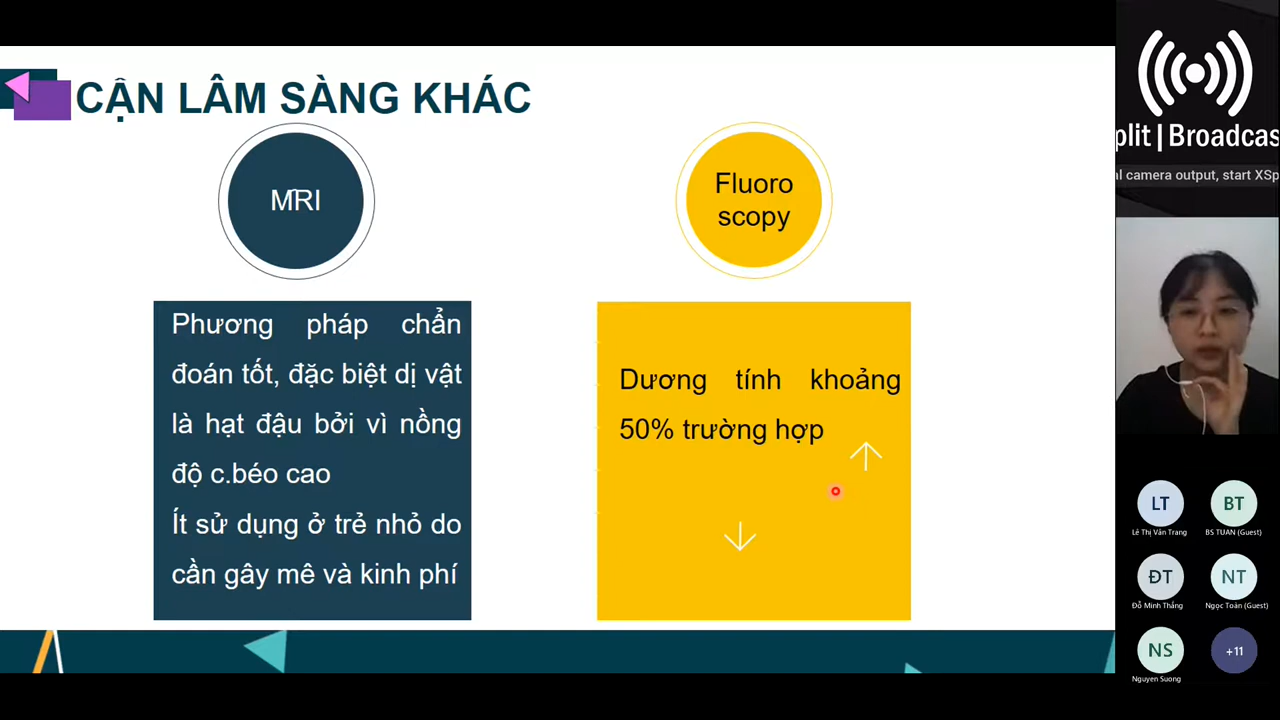 CẬN LÂM SÀNG KHÁC
MRI
Fluoro
scopy
Phương pháp chẩn
đoán tốt, đặc biệt dị vật
là hạt đậu bởi vì nồng
độ c.béo cao
Ít sử dụng ở trẻ nhỏ do
cần gây mê và kinh phí
Dương tính khoảng
50% trường hợp
plit | Broadcas
l camera output, start XSp
LT
BT
Lê Thị Vân Trang
BS TUAN (Guest)
ĐT
NT
Đỗ Minh Thắng
Ngọc Toàn (Guest)
NS
+11
Nguyen Suong